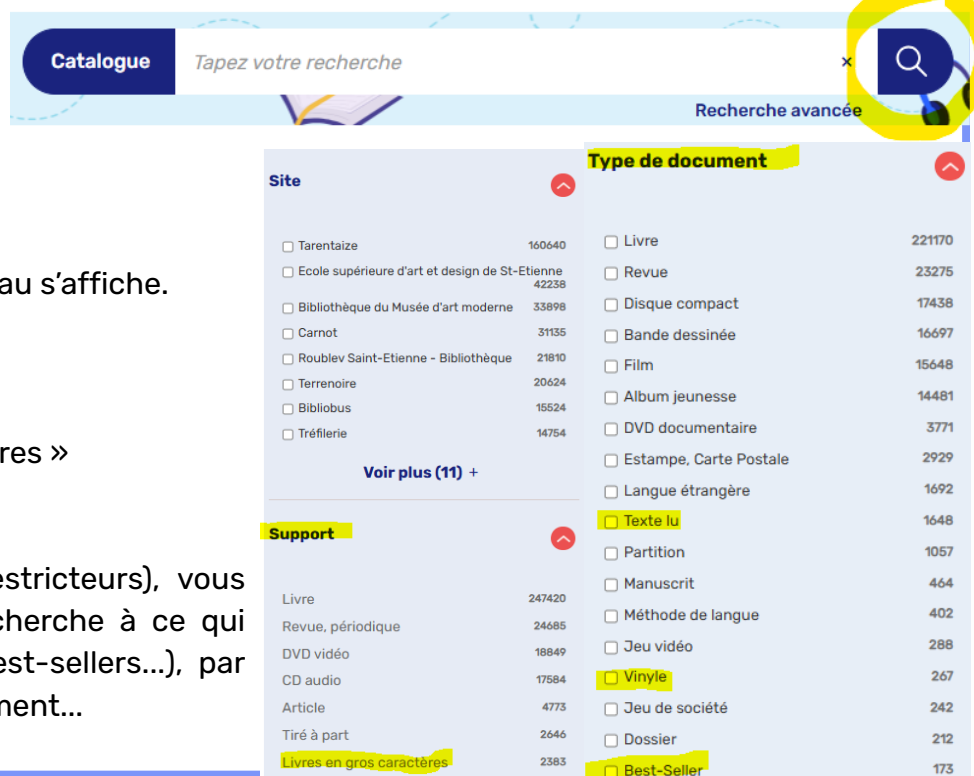 Catalogue
Tapez votre recherche
×
Recherche avancée
au s’affiche.
res »
estricteurs), vous
cherche à ce qui
est-sellers...), par
ment...
Site
Tarentaize 160640
Ecole supérieure d'art et design de St-Etienne
42238
Bibliothèque du Musée d'art moderne 33898
Carnot 31135
Roublev Saint-Etienne - Bibliothèque 21810
Terrenoire 20624
Bibliobus 15524
Tréfilerie 14754
Voir plus (11) +
Support
Livre 247420
Revue, périodique 24685
DVD vidéo 18849
CD audio 17584
Article 4773
Tiré à part 2646
Livres en gros caractères 2383
Type de document
Livre 221170
Revue 23275
Disque compact 17438
Bande dessinée 16697
Film 15648
Album jeunesse 14481
DVD documentaire 3771
Estampe, Carte Postale 2929
Langue étrangère 1692
Texte lu 1648
Partition 1057
Manuscrit 464
Méthode de langue 402
Jeu vidéo 288
Vinyle 267
Jeu de société 242
Dossier 212
Best-Seller 173